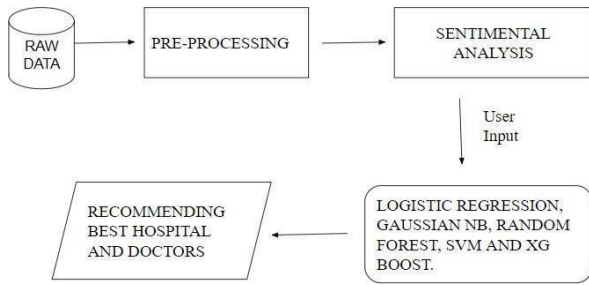 RAW
DATA
PRE-PROCESSING
SENTIMENTAL
ANALYSIS
User
Input
LOGISTIC REGRESSION,
GAUSSIAN NB, RANDOM
FOREST, SVM AND XG
BOOST.
RECOMMENDING
BEST HOSPITAL
AND DOCTORS